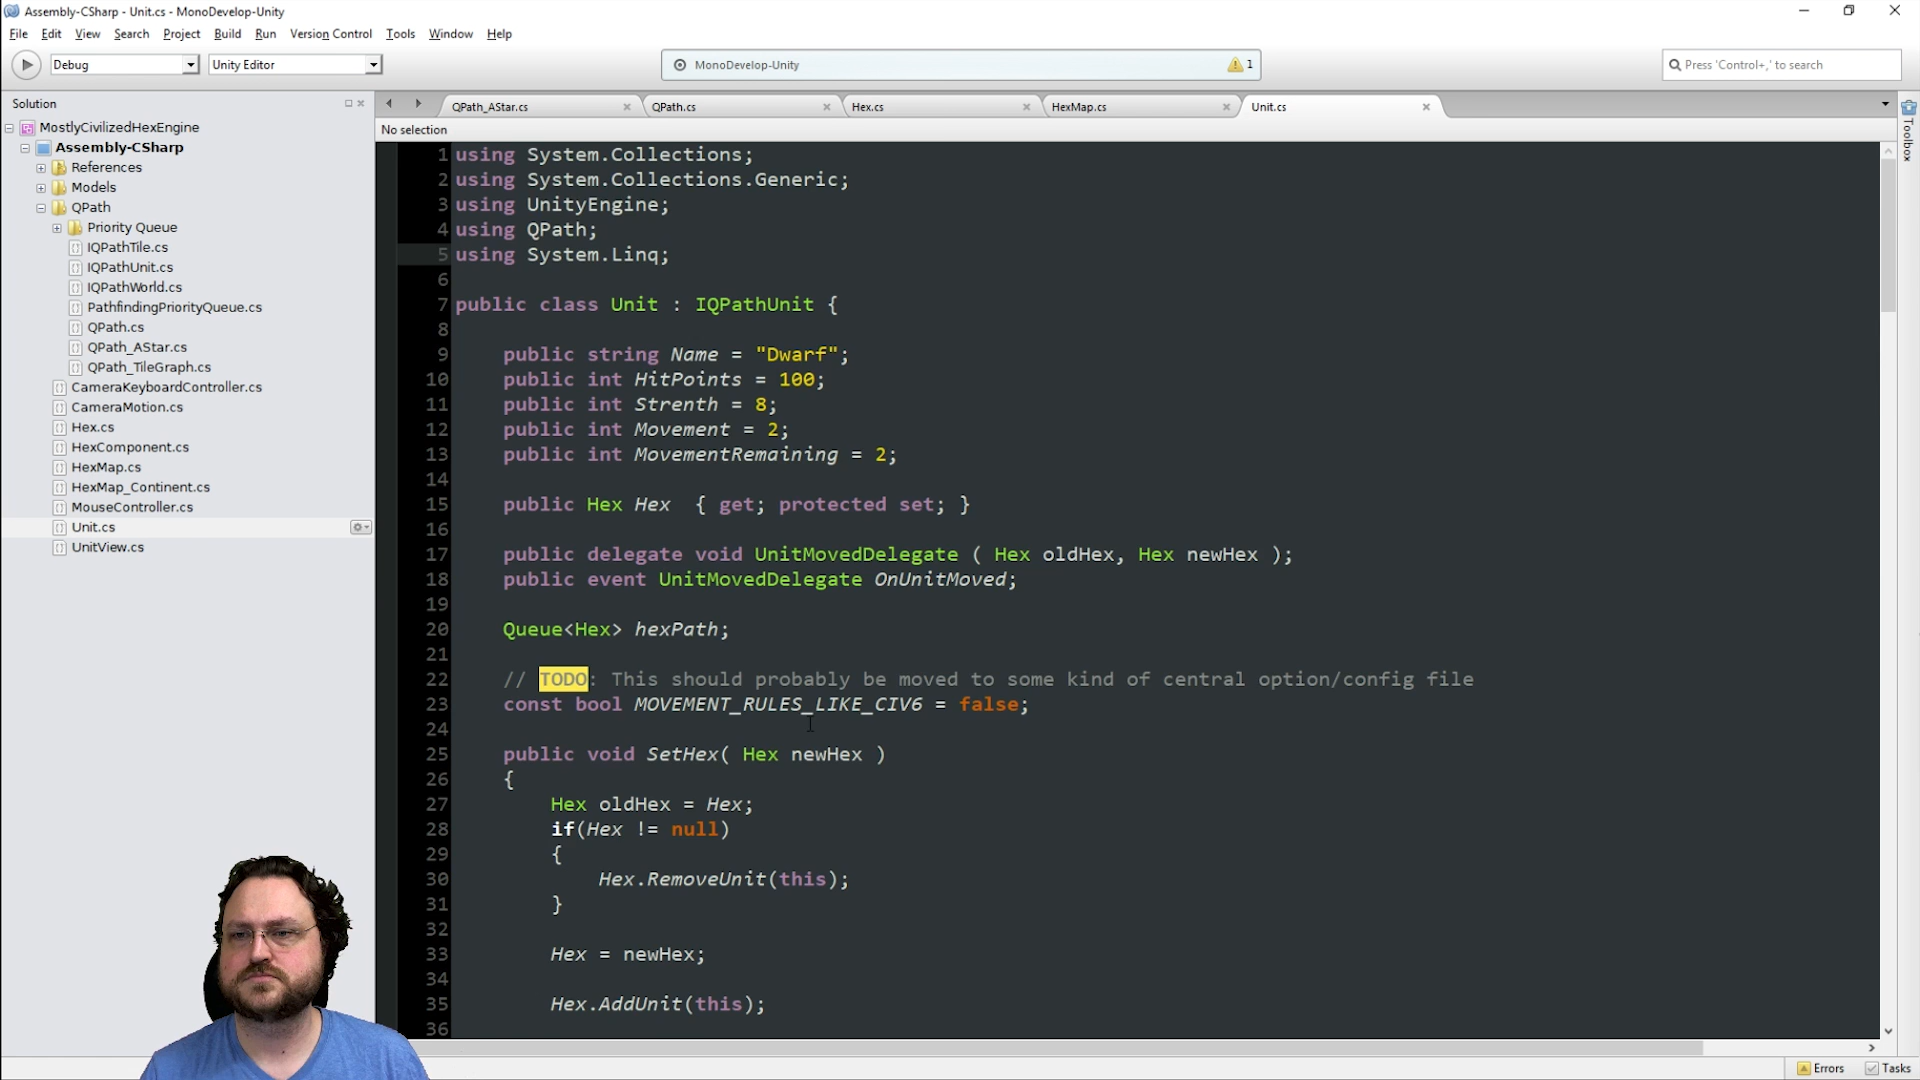 Assembly-CSharp - Unit.cs - MonoDevelop-Unity
File Edit View Search Project Build Run Version Control Tools Window Help
Debug Unity Editor MonoDevelop-Unity 1 Press 'Control+,' to search
Solution
MostlyCivilizedHexEngine
Assembly-CSharp
References
Models
QPath
Priority Queue
IQPathTile.cs
IQPathUnit.cs
IQPathWorld.cs
PathfindingPriorityQueue.cs
QPath.cs
QPath_AStar.cs
QPath_TileGraph.cs
CameraKeyboardController.cs
CameraMotion.cs
Hex.cs
HexComponent.cs
HexMap.cs
HexMap_Continent.cs
MouseController.cs
Unit.cs
UnitView.cs
QPath_AStar.cs QPath.cs Hex.cs HexMap.cs Unit.cs
No selection
1 using System.Collections;
2 using System.Collections.Generic;
3 using UnityEngine;
4 using QPath;
5 using System.Linq;
6
7 public class Unit : IQPathUnit {
8
9 public string Name = "Dwarf";
10 public int HitPoints = 100;
11 public int Strenth = 8;
12 public int Movement = 2;
13 public int MovementRemaining = 2;
14
15 public Hex Hex { get; protected set; }
16
17 public delegate void UnitMovedDelegate ( Hex oldHex, Hex newHex );
18 public event UnitMovedDelegate OnUnitMoved;
19
20 Queue<Hex> hexPath;
21
22 // TODO: This should probably be moved to some kind of central option/config file
23 const bool MOVEMENT_RULES_LIKE_CIV6 = false;
24
25 public void SetHex( Hex newHex )
26 {
27 Hex oldHex = Hex;
28 if(Hex != null)
29 {
30 Hex.RemoveUnit(this);
31 }
32
33 Hex = newHex;
34
35 Hex.AddUnit(this);
36
Toolbox
Errors Tasks